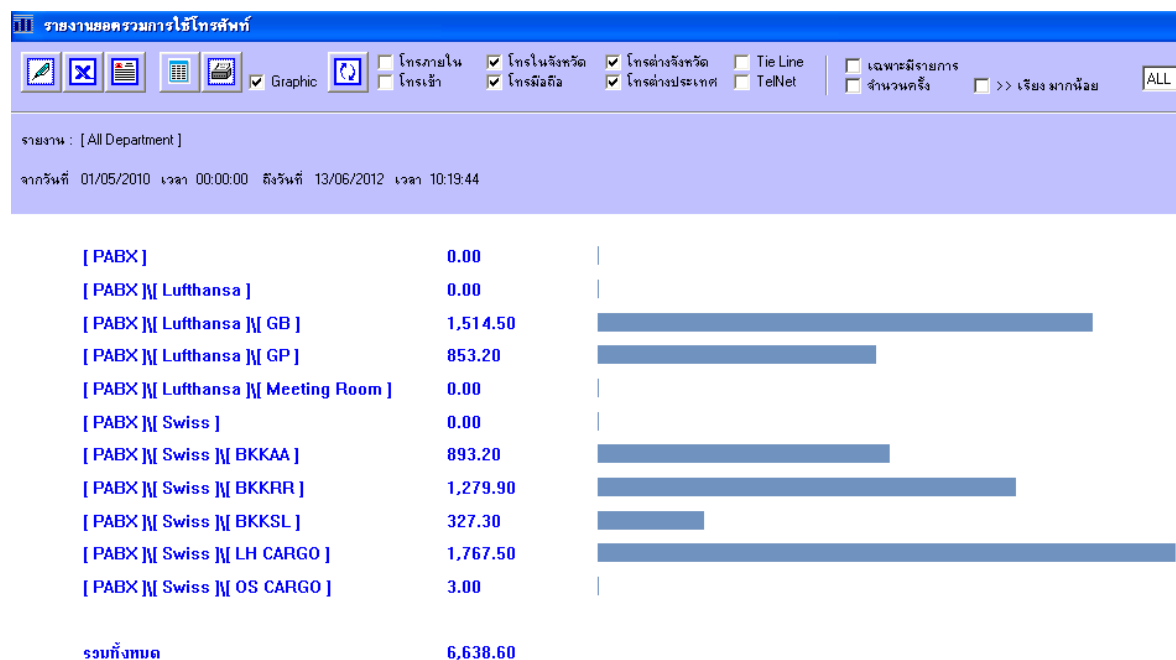 รายงานยอดรวมการใช้โทรศัพท์
Graphic
โทรภายใน โทรในจังหวัด โทรต่างจังหวัด Tie Line เฉพาะมีรายการ
โทรเข้า โทรมือถือ โทรต่างประเทศ TelNet จำนวนครั้ง >> เรียง มากน้อย ALL
รายงาน : [ All Department ]
จากวันที่ 01/05/2010 เวลา 00:00:00 ถึงวันที่ 13/06/2012 เวลา 10:19:44
[ PABX ] 0.00
[ PABX ]\[ Lufthansa ] 0.00
[ PABX ]\[ Lufthansa ]\[ GB ] 1,514.50
[ PABX ]\[ Lufthansa ]\[ GP ] 853.20
[ PABX ]\[ Lufthansa ]\[ Meeting Room ] 0.00
[ PABX ]\[ Swiss ] 0.00
[ PABX ]\[ Swiss ]\[ BKKAA ] 893.20
[ PABX ]\[ Swiss ]\[ BKKRR ] 1,279.90
[ PABX ]\[ Swiss ]\[ BKKSL ] 327.30
[ PABX ]\[ Swiss ]\[ LH CARGO ] 1,767.50
[ PABX ]\[ Swiss ]\[ OS CARGO ] 3.00
รวมทั้งหมด 6,638.60